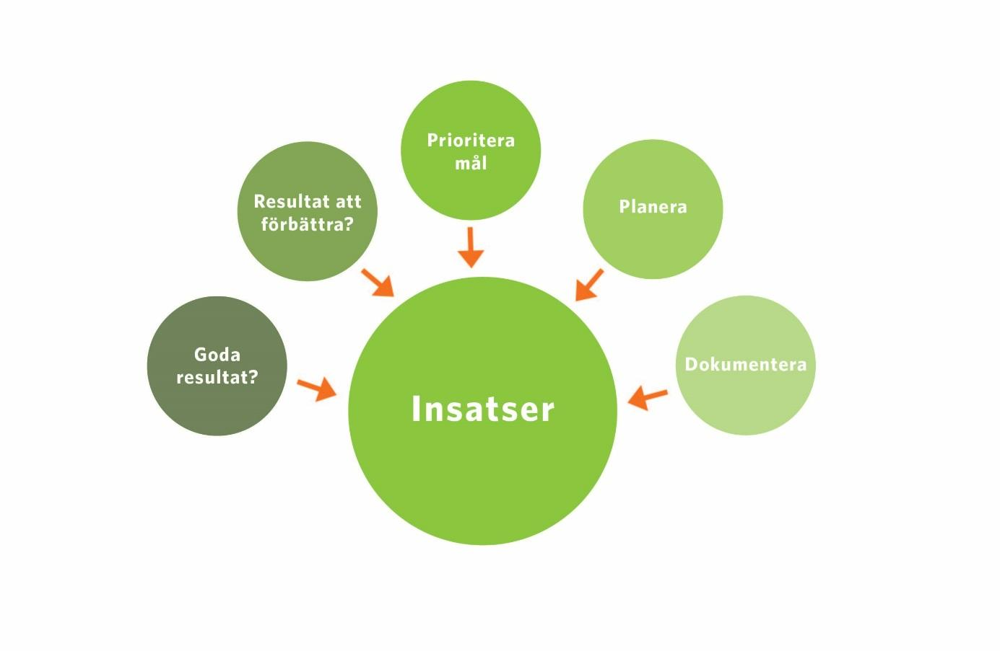 Goda
resultat?
Resultat att
förbättra?
Prioritera
mål
Planera
Dokumentera
Insatser